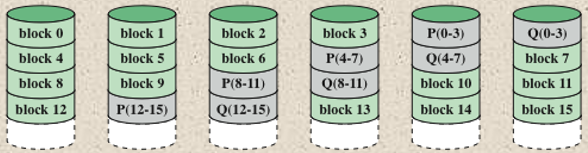 block 0 block 1 block 2 block 3 P(0-3) Q(0-3)
block 4 block 5 block 6 P(4-7) Q(4-7) block 7
block 8 block 9 P(8-11) Q(8-11) block 10 block 11
block 12 P(12-15) Q(12-15) block 13 block 14 block 15